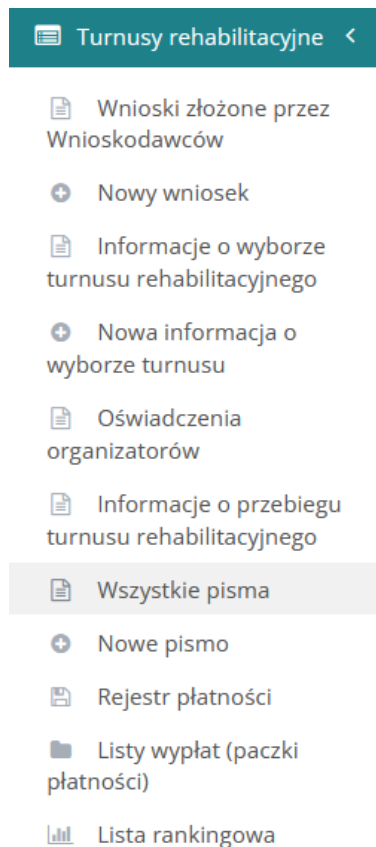 Turnusy rehabilitacyjne
Wnioski złożone przez
Wnioskodawców
Nowy wniosek
Informacje o wyborze
turnusu rehabilitacyjnego
Nowa informacja o
wyborze turnusu
Oświadczenia
organizatorów
Informacje o przebiegu
turnusu rehabilitacyjnego
Wszystkie pisma
Nowe pismo
Rejestr płatności
Listy wypłat (paczki
płatności)
Lista rankingowa